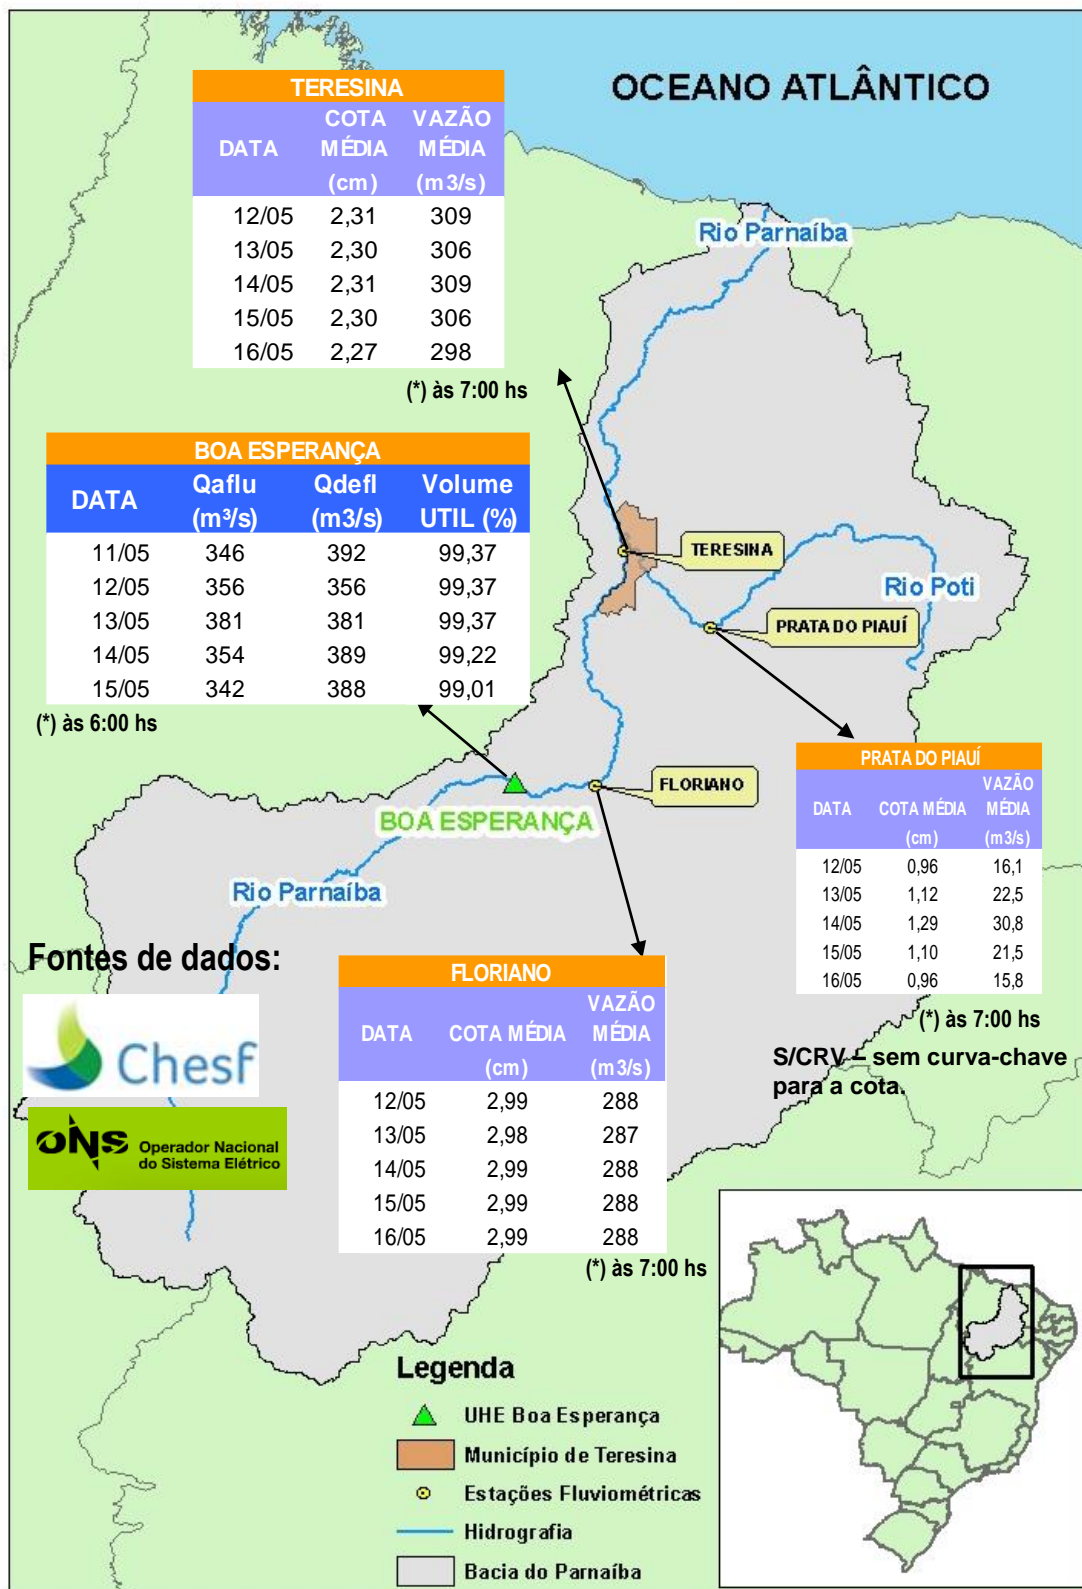 OCEANO ATLÂNTICO
TERESINA
DATA COTA MÉDIA (cm) VAZÃO MÉDIA (m3/s)
12/05 2,31 309
13/05 2,30 306
14/05 2,31 309
15/05 2,30 306
16/05 2,27 298
(*) às 7:00 hs
Rio Parnaíba
BOA ESPERANÇA
DATA Qaflu (m³/s) Qdefl (m3/s) Volume UTIL (%)
11/05 346 392 99,37
12/05 356 356 99,37
13/05 381 381 99,37
14/05 354 389 99,22
15/05 342 388 99,01
(*) às 6:00 hs
TERESINA
Rio Poti
PRATA DO PIAUÍ
FLORIANO
BOA ESPERANÇA
Rio Parnaíba
PRATA DO PIAUÍ
DATA COTA MÉDIA (cm) VAZÃO MÉDIA (m3/s)
12/05 0,96 16,1
13/05 1,12 22,5
14/05 1,29 30,8
15/05 1,10 21,5
16/05 0,96 15,8
(*) às 7:00 hs
S/CRV – sem curva-chave
para a cota.
Fontes de dados:
Chesf
ONS Operador Nacional
do Sistema Elétrico
FLORIANO
DATA COTA MÉDIA (cm) VAZÃO MÉDIA (m3/s)
12/05 2,99 288
13/05 2,98 287
14/05 2,99 288
15/05 2,99 288
16/05 2,99 288
(*) às 7:00 hs
Legenda
UHE Boa Esperança
Município de Teresina
Estações Fluviométricas
Hidrografia
Bacia do Parnaíba